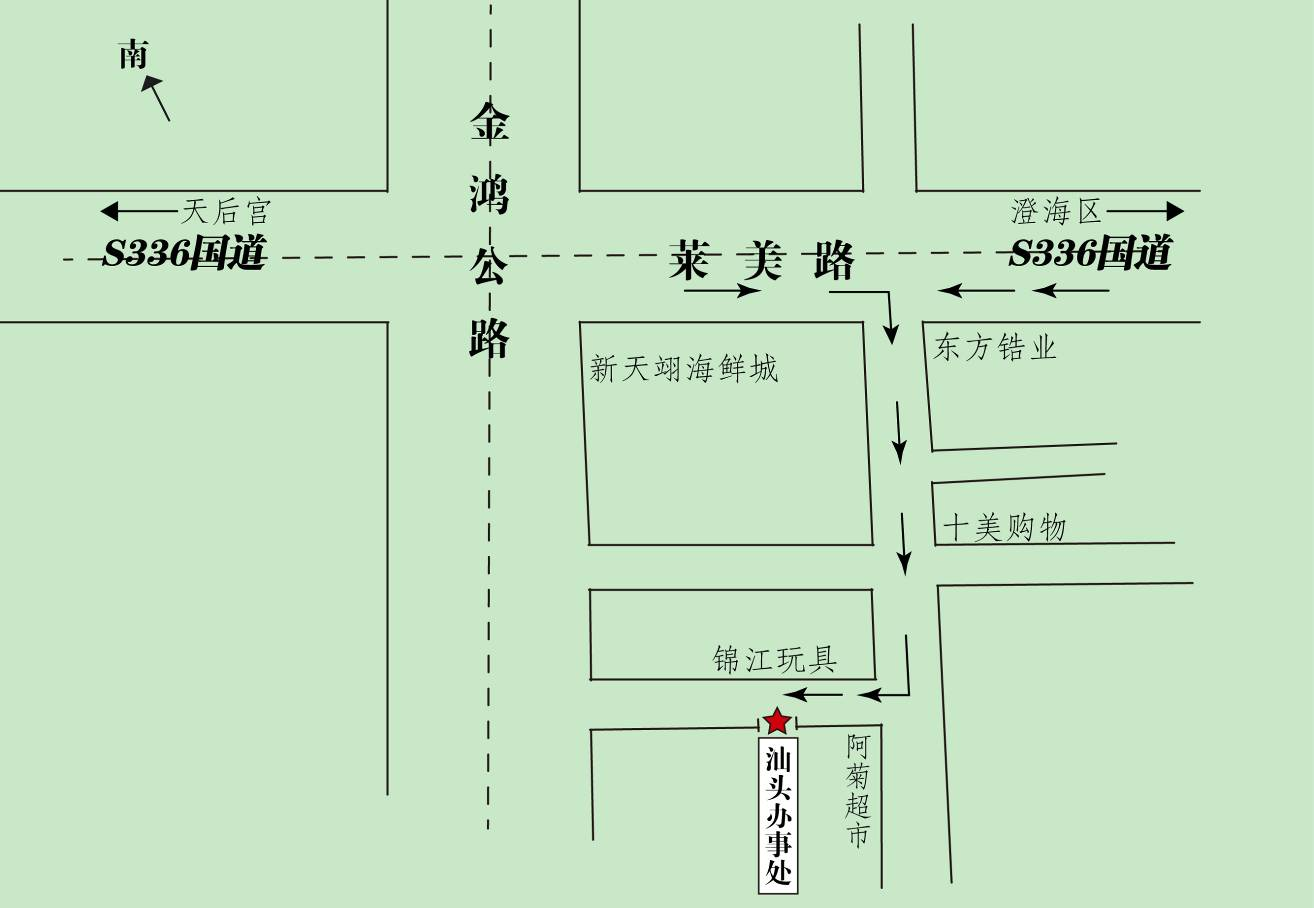 南
金鸿公路
天后宫
S336国道
莱美路
澄海区
S336国道
新天翊海鲜城
东方锆业
十美购物
锦江玩具
阿菊超市
汕头办事处